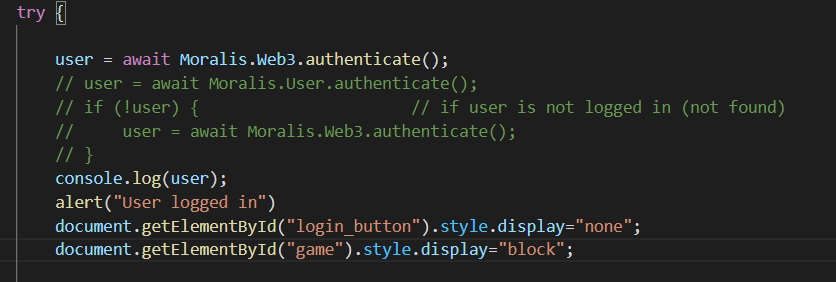 try {
user = await Moralis.Web3.authenticate();
// user = await Moralis.User.authenticate();
// if (!user) {                      // if user is not logged in (not found)
//     user = await Moralis.Web3.authenticate();
// }
console.log(user);
alert("User logged in")
document.getElementById("login_button").style.display="none";
document.getElementById("game").style.display="block";